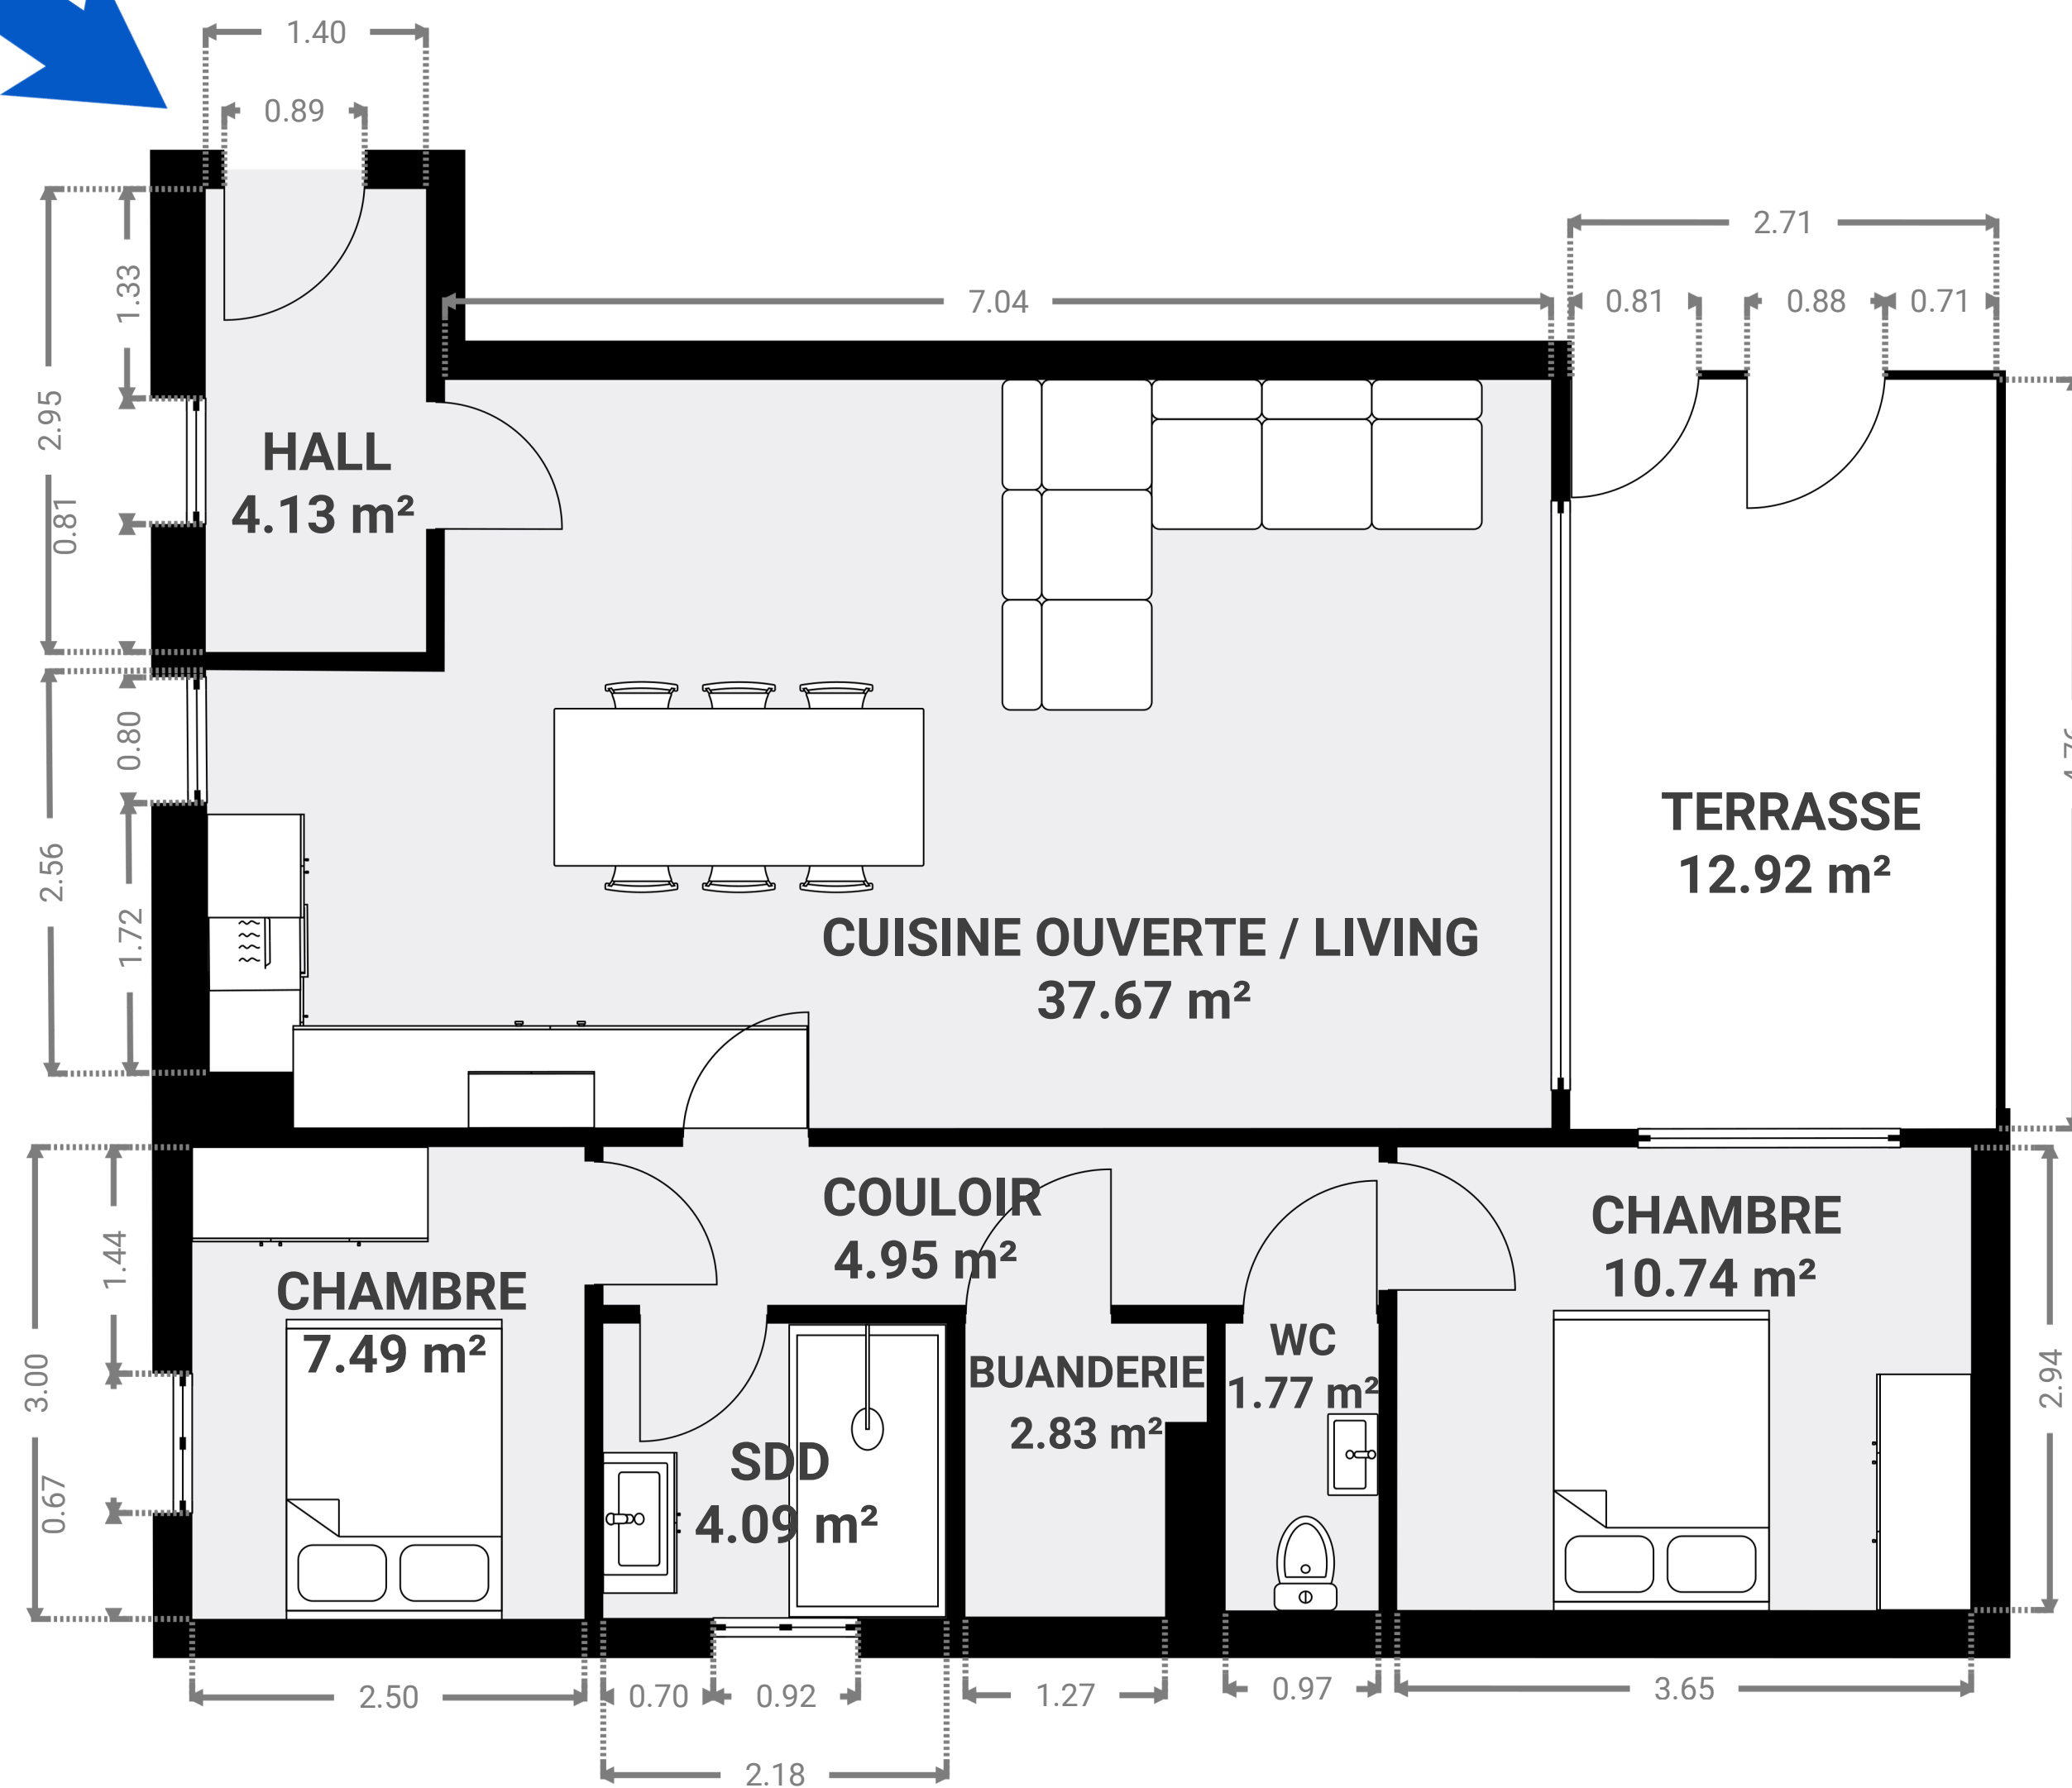 1.40
0.89
2.71
7.04
0.81
0.88
0.71
1.33
2.95
0.81
HALL
4.13 m²
0.80
2.56
1.72
TERRASSE
12.92 m²
CUISINE OUVERTE / LIVING
37.67 m²
COULOIR
4.95 m²
CHAMBRE
10.74 m²
1.44
3.00
0.67
CHAMBRE
7.49 m²
WC
1.77 m²
BUANDERIE
2.83 m²
SDD
4.09 m²
2.94
2.50
0.70
0.92
1.27
0.97
3.65
2.18